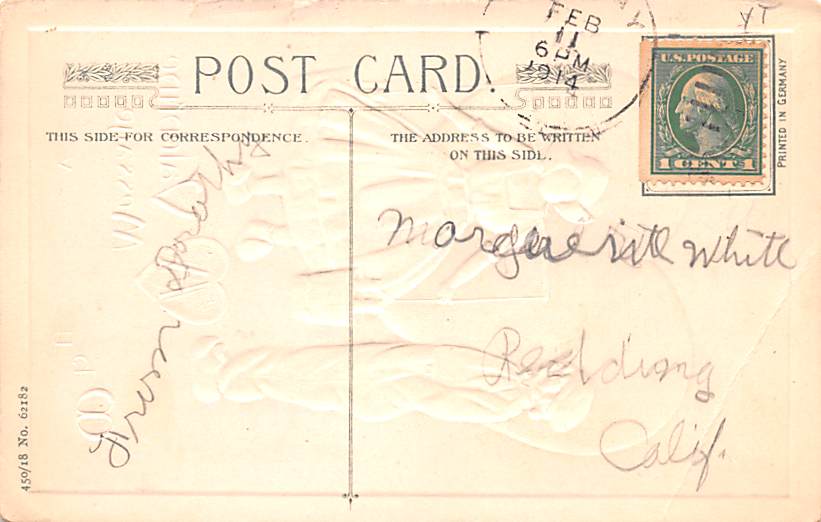 POST CARD.
THIS SIDE FOR CORRESPONDENCE.
THE ADDRESS TO BE WRITTEN
ON THIS SIDE.
FEB
11
6 PM
1914
U.S. POSTAGE
1 CENT 1
PRINTED IN GERMANY
From Dorothy
Marguerite White
Redding
Calif.
450/18 No. 62182